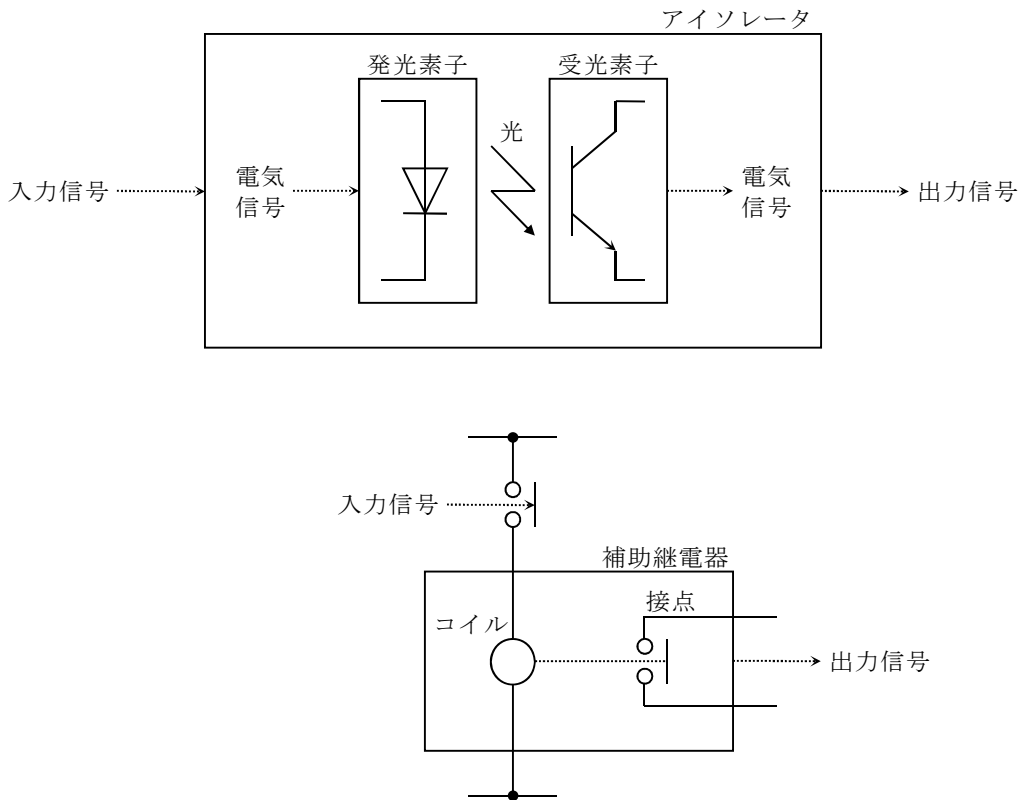 アイソレータ
発光素子
受光素子
光
入力信号
電気
信号
電気
信号
出力信号
入力信号
補助継電器
接点
コイル
出力信号